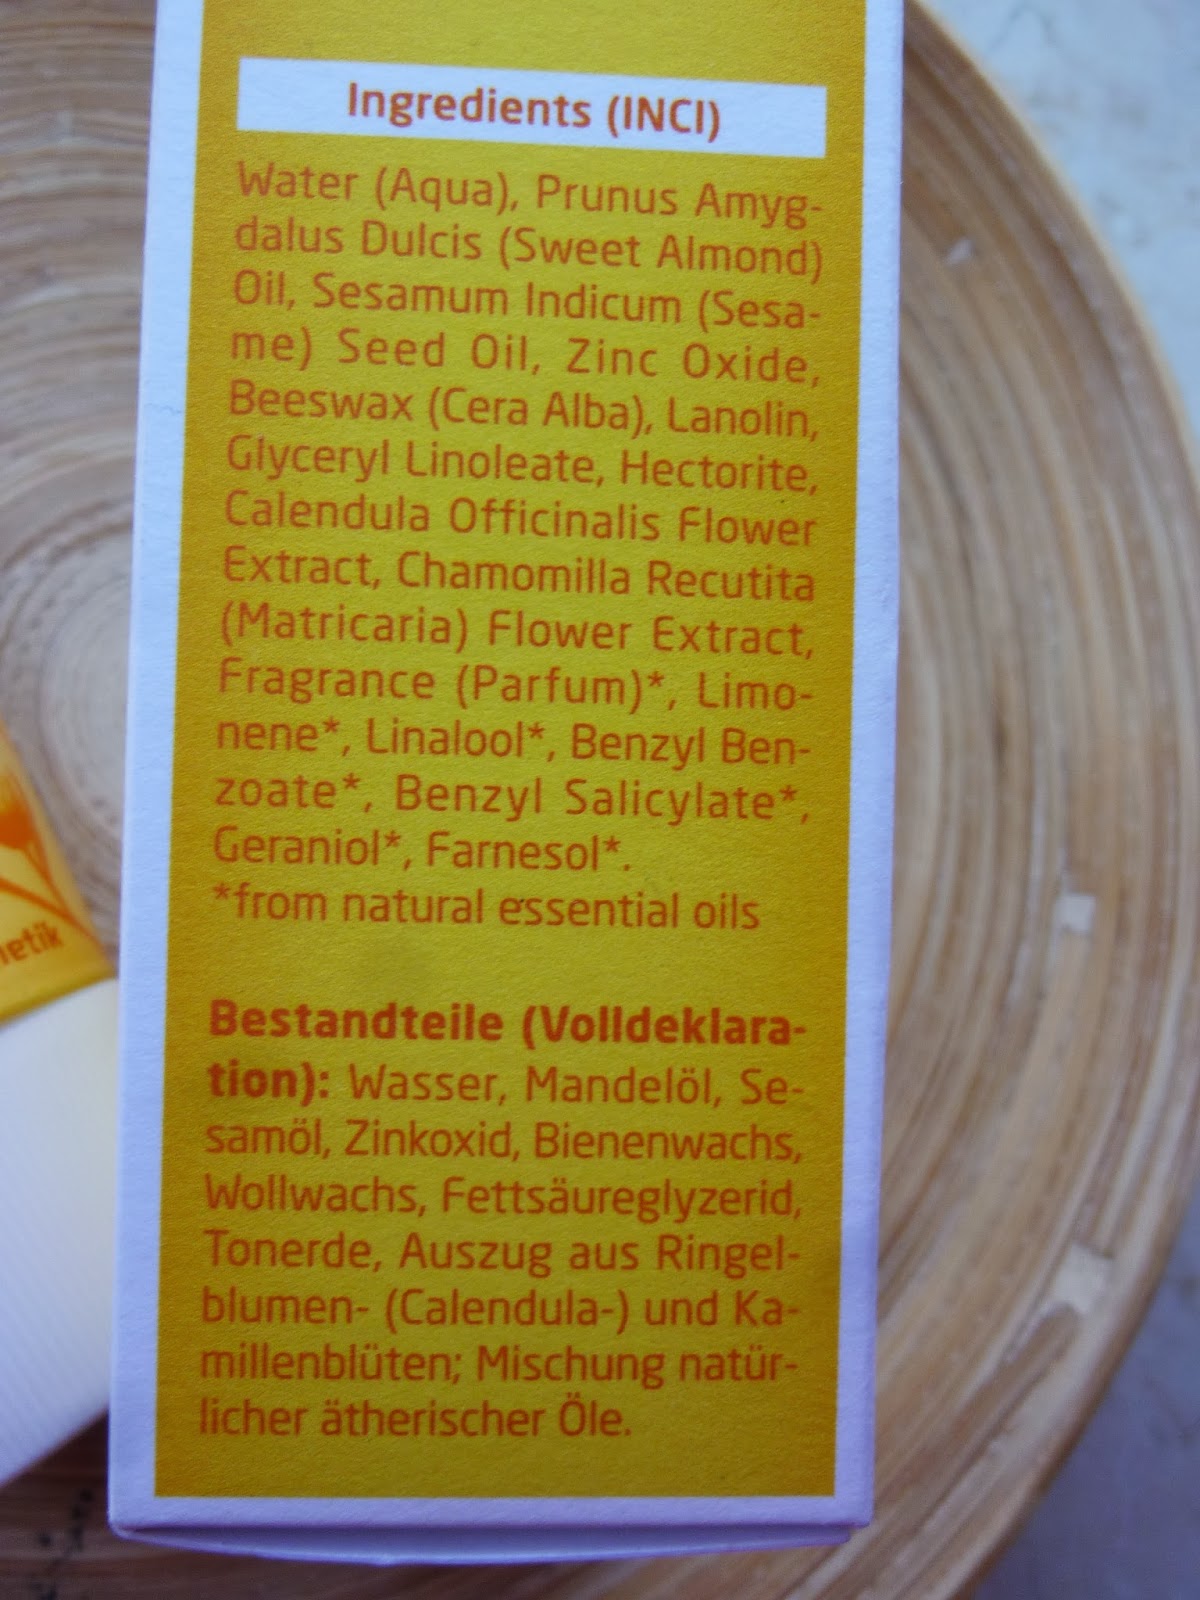 Ingredients (INCI)
Water (Aqua), Prunus Amyg-
dalus Dulcis (Sweet Almond)
Oil, Sesamum Indicum (Sesa-
me) Seed Oil, Zinc Oxide,
Beeswax (Cera Alba), Lanolin,
Glyceryl Linoleate, Hectorite,
Calendula Officinalis Flower
Extract, Chamomilla Recutita
(Matricaria) Flower Extract,
Fragrance (Parfum)*, Limo-
nene*, Linalool*, Benzyl Ben-
zoate*, Benzyl Salicylate*,
Geraniol*, Farnesol*.
*from natural essential oils
Bestandteile (Volldeklara-
tion): Wasser, Mandelöl, Se-
samöl, Zinkoxid, Bienenwachs,
Wollwachs, Fettsäureglyzerid,
Tonerde, Auszug aus Ringel-
blumen- (Calendula-) und Ka-
millenblüten; Mischung natür-
licher ätherischer Öle.